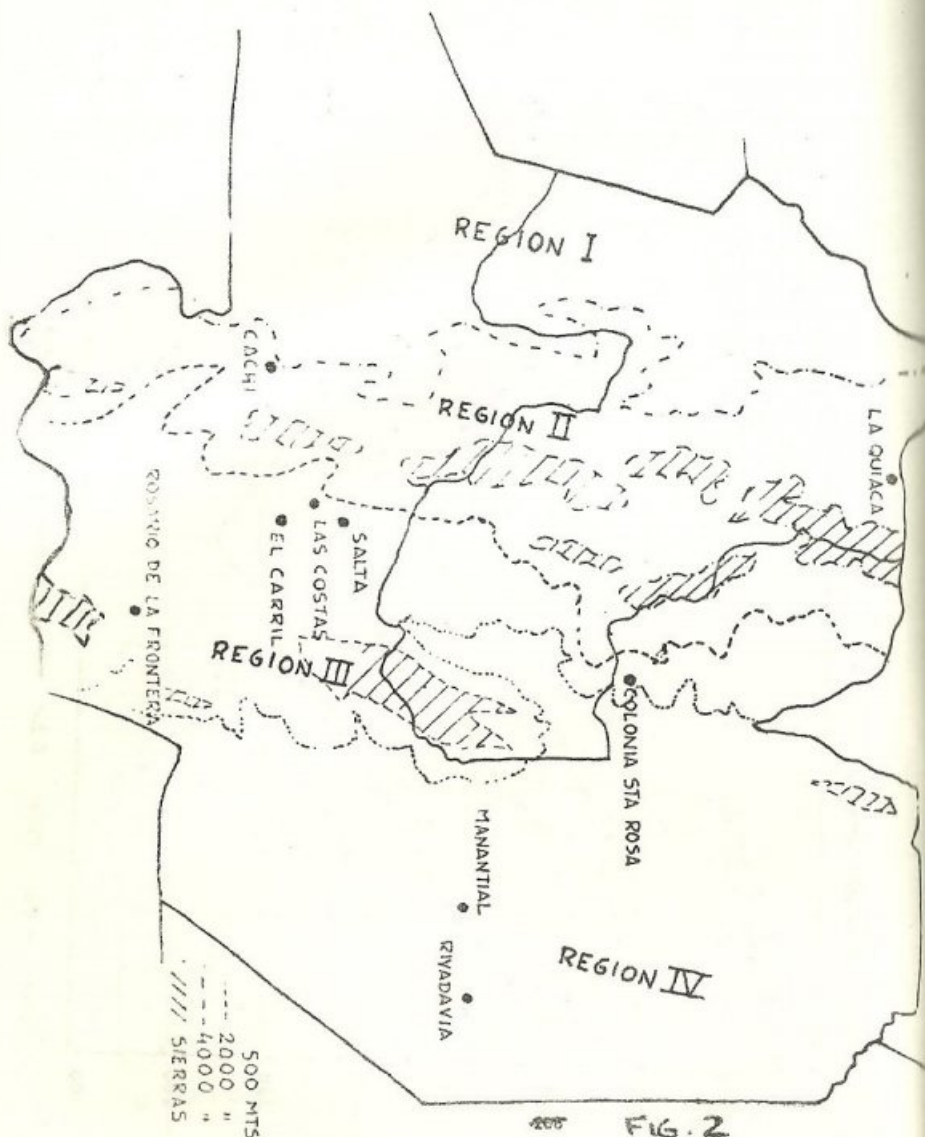 REGION I
CACHI
REGION II
LA QUIACA
ROSARIO DE LA FRONTERA
EL CARRIL
LAS COSTAS
SALTA
REGION III
COLONIA STA ROSA
MANANTIAL
RIVADAVIA
REGION IV
500 MTS
---- 2000 "
---- 4000 "
//// SIERRAS
FIG. 2